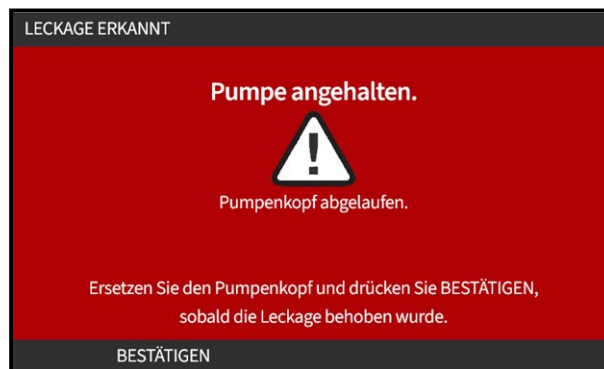 LECKAGE ERKANNT
Pumpe angehalten.
!
Pumpenkopf abgelaufen.
Ersetzen Sie den Pumpenkopf und drücken Sie BESTÄTIGEN,
sobald die Leckage behoben wurde.
BESTÄTIGEN